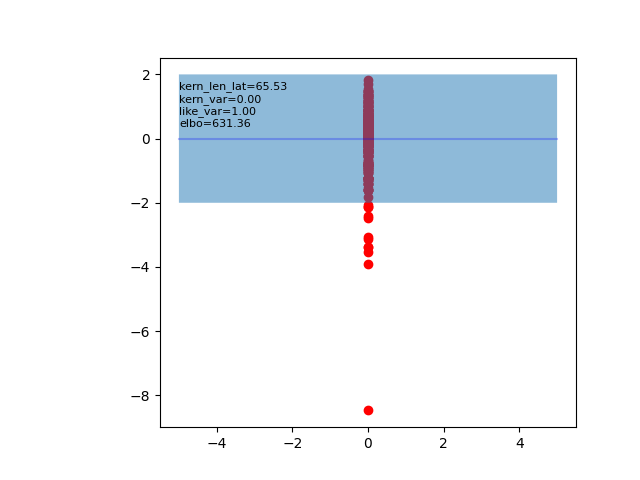 kern_len_lat=65.53
kern_var=0.00
like_var=1.00
elbo=631.36
2
0
−2
−4
−6
−8
−4
−2
0
2
4